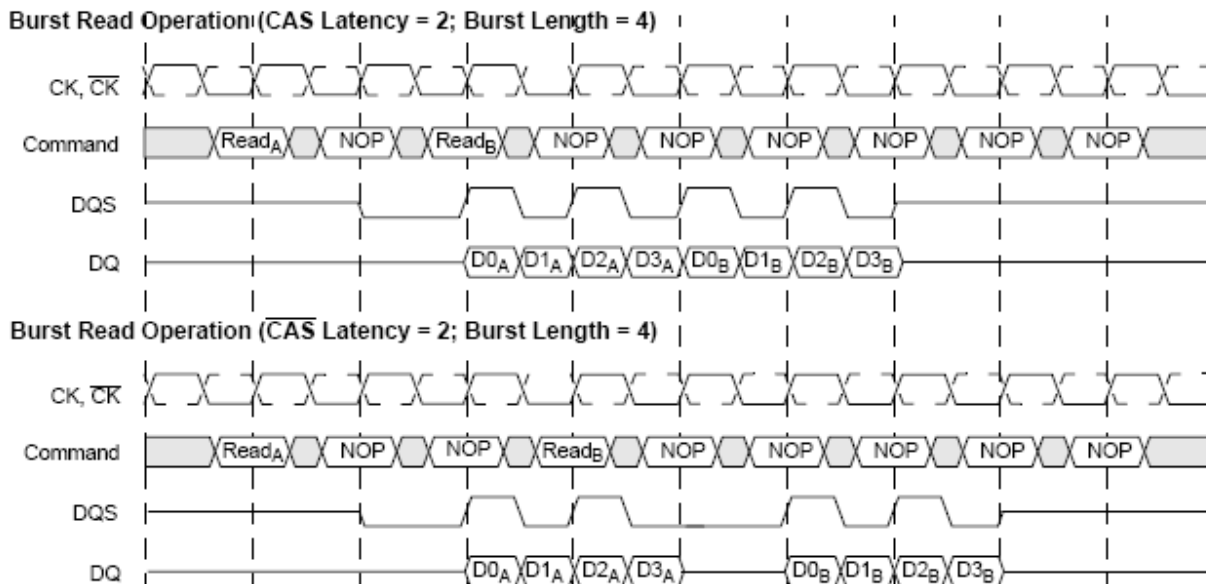 Burst Read Operation (CAS Latency = 2; Burst Length = 4)
CK, C̅K̅
Command ReadA NOP ReadB NOP NOP NOP NOP NOP NOP
DQS
DQ D0A D1A D2A D3A D0B D1B D2B D3B
Burst Read Operation (C̅A̅S̅ Latency = 2; Burst Length = 4)
CK, C̅K̅
Command ReadA NOP NOP ReadB NOP NOP NOP NOP NOP
DQS
DQ D0A D1A D2A D3A D0B D1B D2B D3B